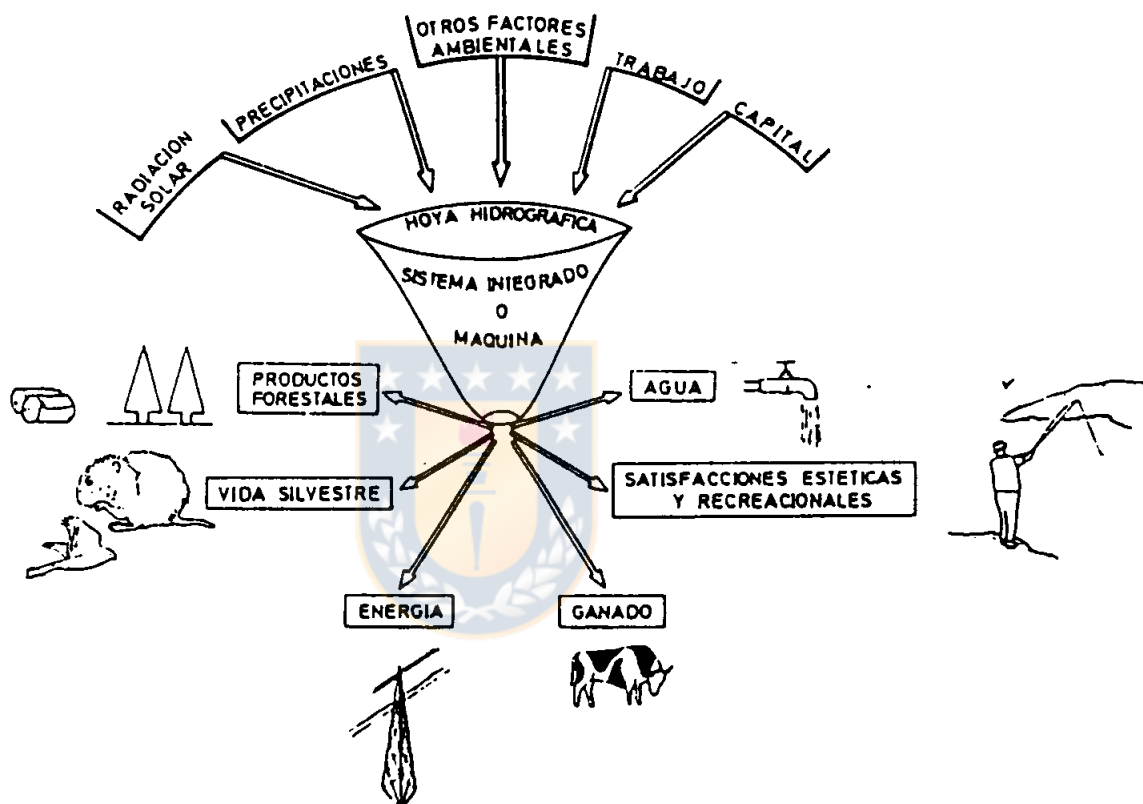 OTROS FACTORES
AMBIENTALES
PRECIPITACIONES
TRABAJO
RADIACION
SOLAR
CAPITAL
HOYA HIDROGRAFICA
SISTEMA INTEGRADO
O
MAQUINA
PRODUCTOS
FORESTALES
AGUA
VIDA SILVESTRE
SATISFACCIONES ESTETICAS
Y RECREACIONALES
ENERGIA
GANADO